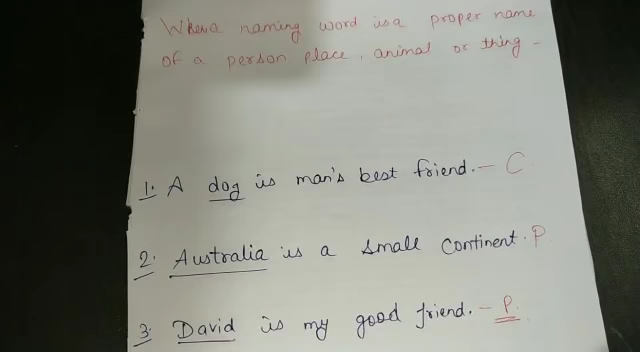 When a naming word is a proper name
of a person place, animal or thing -
1. A dog is man's best friend. - C
2. Australia is a small continent. P
3. David is my good friend. - P.